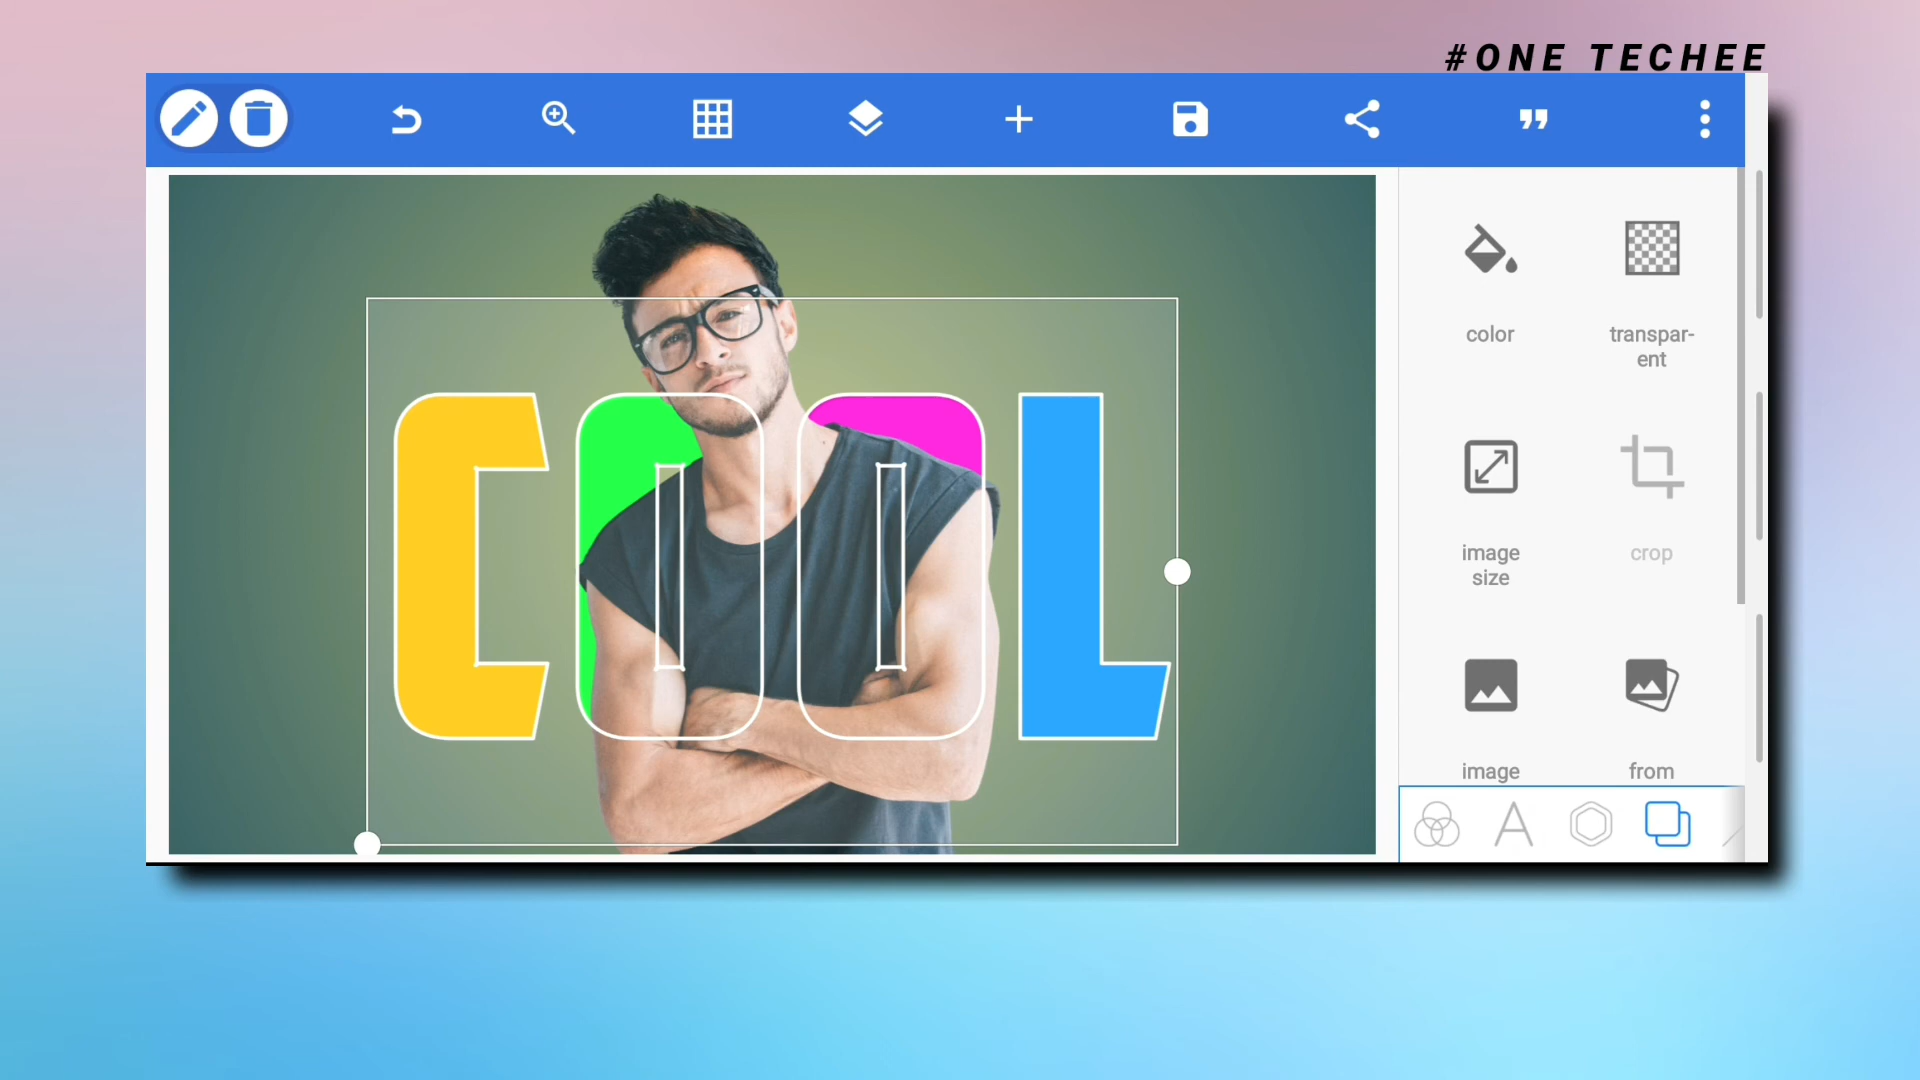 #ONE TECHEE
color
transpar-
ent
COOL
image
size
crop
image
from